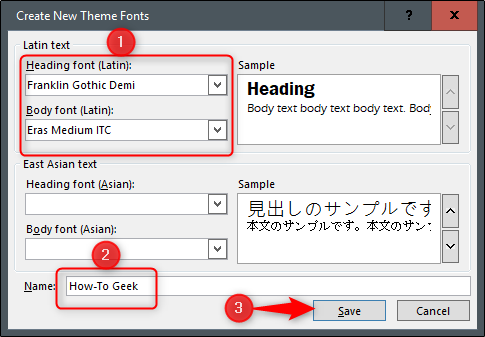 Create New Theme Fonts
?
Latin text
1
Heading font (Latin):
Franklin Gothic Demi
Body font (Latin):
Eras Medium ITC
Sample
Heading
Body text body text body text. Body
East Asian text
Heading font (Asian):
Body font (Asian):
Sample
見出しのサンプルです
本文のサンプルです。本文のサン
2
Name:
How-To Geek
3
Save
Cancel